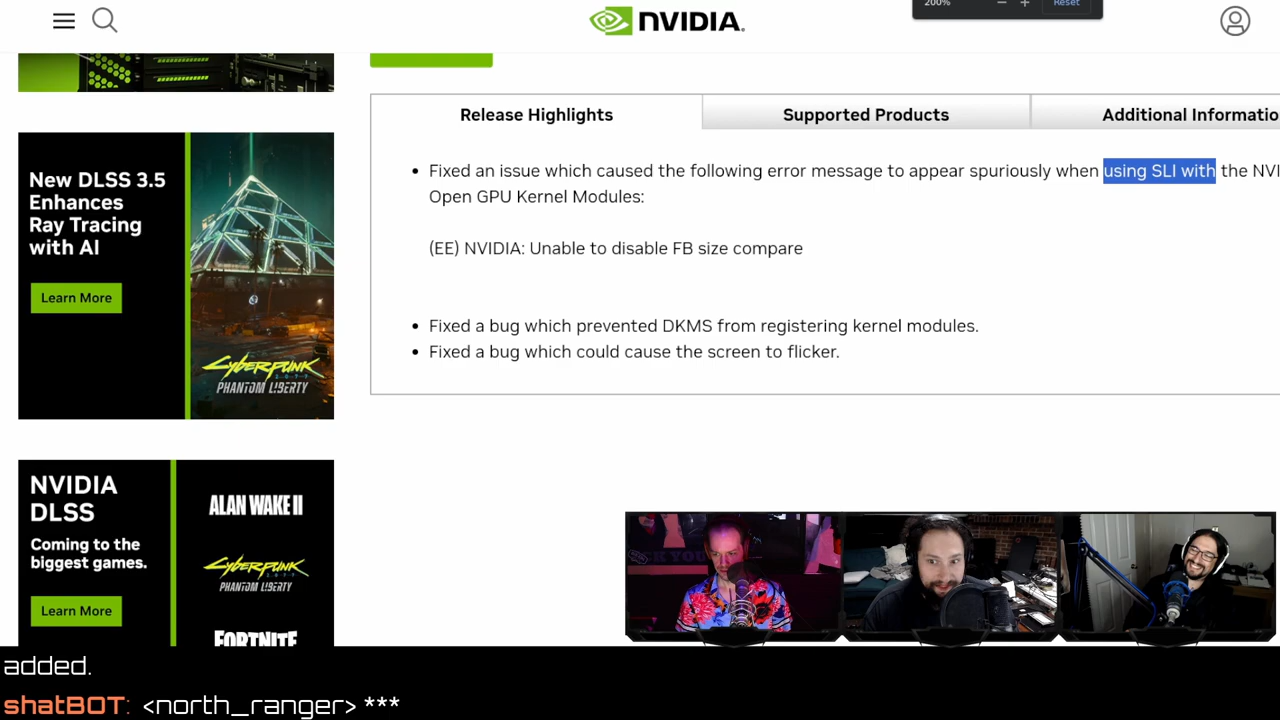 200%
Reset
NVIDIA.
Release Highlights
Supported Products
Additional Informatio
New DLSS 3.5
Enhances
Ray Tracing
with AI
Learn More
Cyberpunk
2077
PHANTOM LIBERTY
• Fixed an issue which caused the following error message to appear spuriously when using SLI with the NVI
Open GPU Kernel Modules:
(EE) NVIDIA: Unable to disable FB size compare
• Fixed a bug which prevented DKMS from registering kernel modules.
• Fixed a bug which could cause the screen to flicker.
NVIDIA
DLSS
Coming to the
biggest games.
Learn More
ALAN WAKE II
Cyberpunk
2077
PHANTOM LIBERTY
FORTNITE
added.
shatBOT: <north_ranger> ***